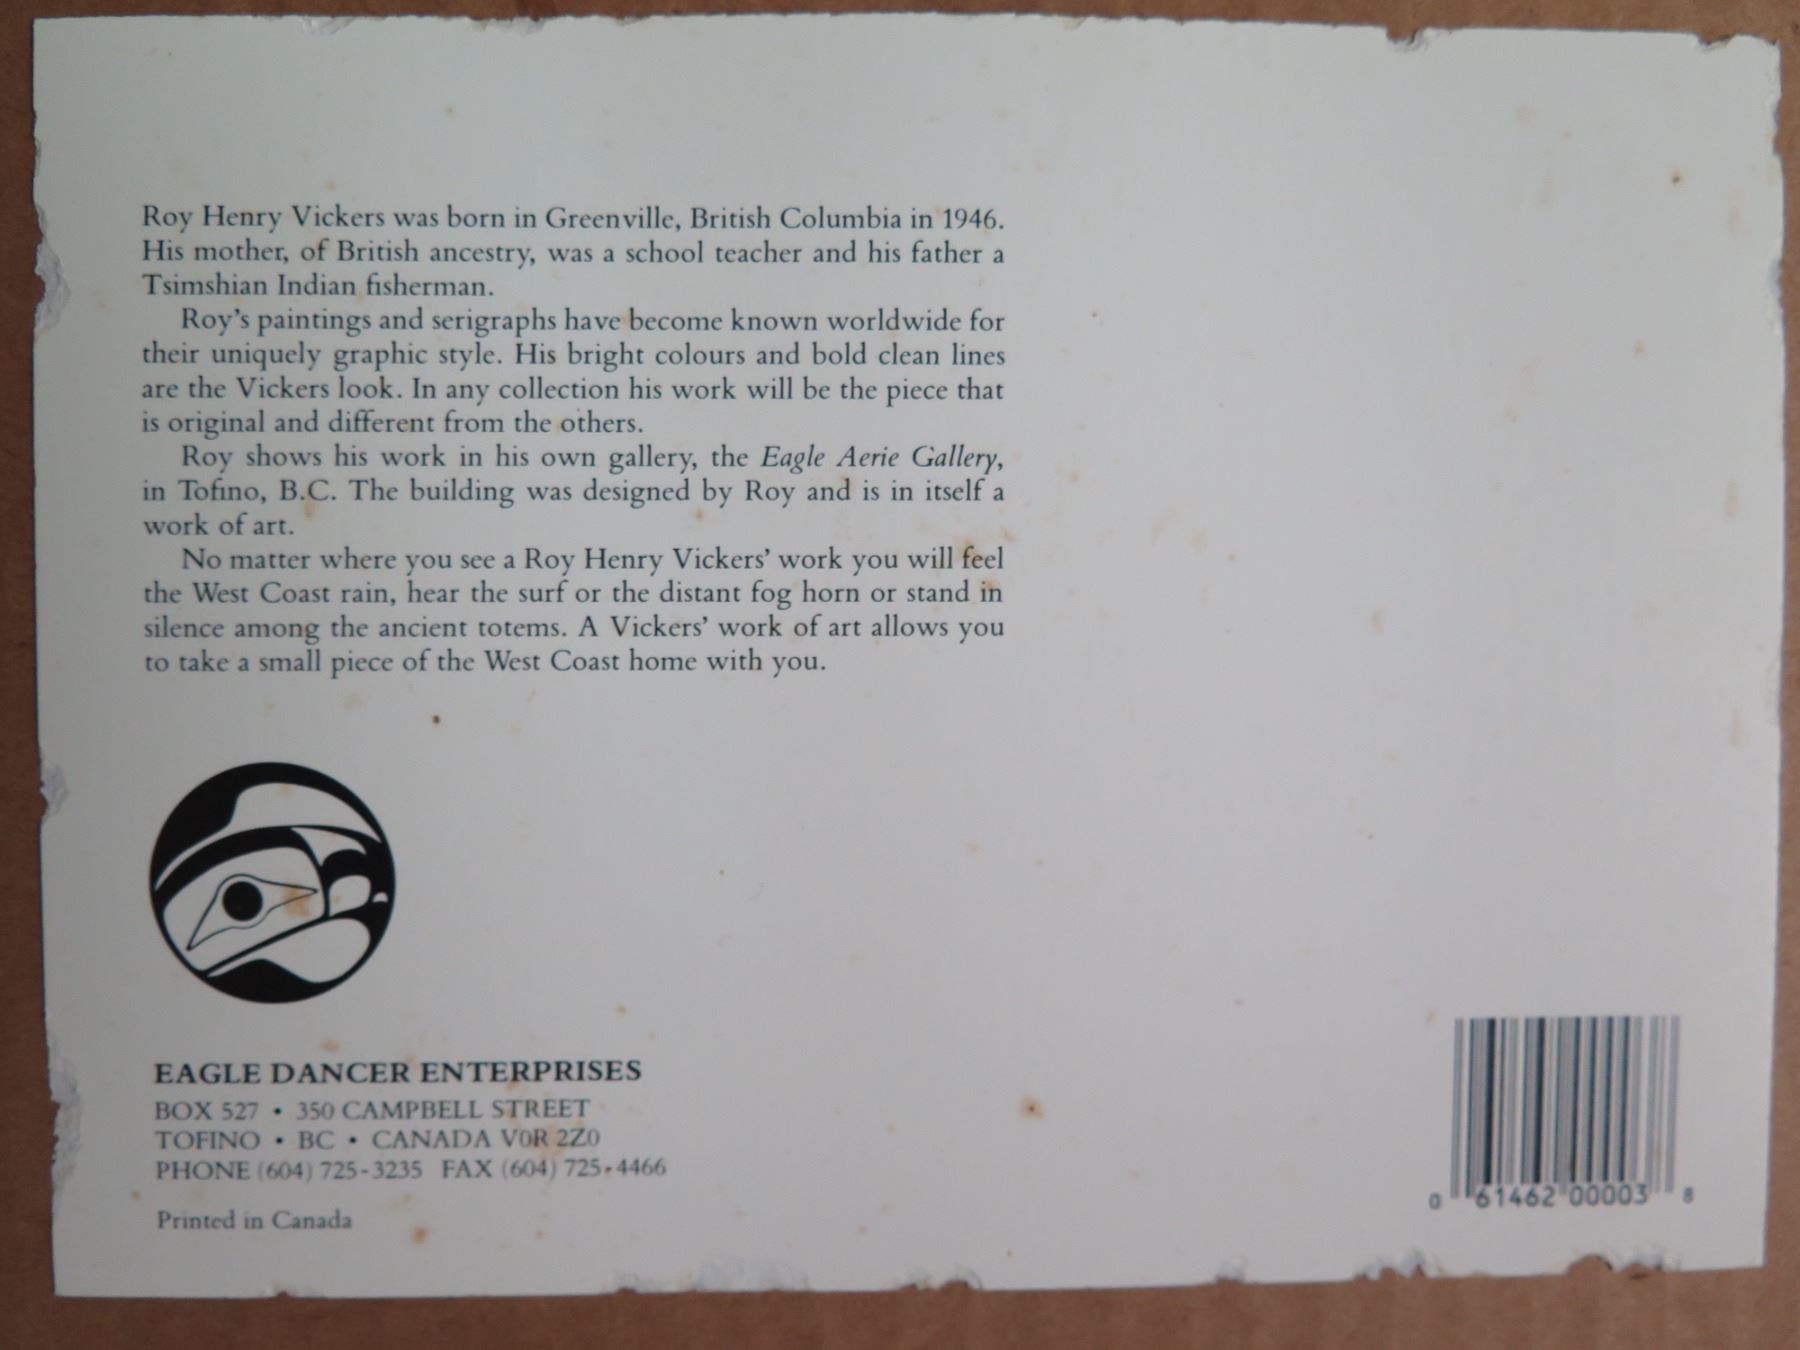 Roy Henry Vickers was born in Greenville, British Columbia in 1946.
His mother, of British ancestry, was a school teacher and his father a
Tsimshian Indian fisherman.
Roy's paintings and serigraphs have become known worldwide for
their uniquely graphic style. His bright colours and bold clean lines
are the Vickers look. In any collection his work will be the piece that
is original and different from the others.
Roy shows his work in his own gallery, the Eagle Aerie Gallery,
in Tofino, B.C. The building was designed by Roy and is in itself a
work of art.
No matter where you see a Roy Henry Vickers' work you will feel
the West Coast rain, hear the surf or the distant fog horn or stand in
silence among the ancient totems. A Vickers' work of art allows you
to take a small piece of the West Coast home with you.
EAGLE DANCER ENTERPRISES
BOX 527 • 350 CAMPBELL STREET
TOFINO • BC • CANADA V0R 2Z0
PHONE (604) 725-3235 FAX (604) 725-4466
Printed in Canada
0 61462 00003 8